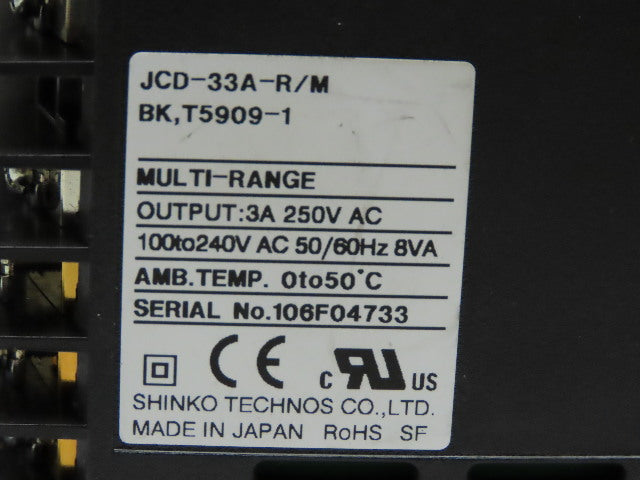 JCD-33A-R/M
BK,T5909-1
MULTI-RANGE
OUTPUT:3A 250V AC
100to240V AC 50/60Hz 8VA
AMB.TEMP. 0to50°C
SERIAL No.106F04733
CE c RU US
SHINKO TECHNOS CO.,LTD.
MADE IN JAPAN RoHS SF